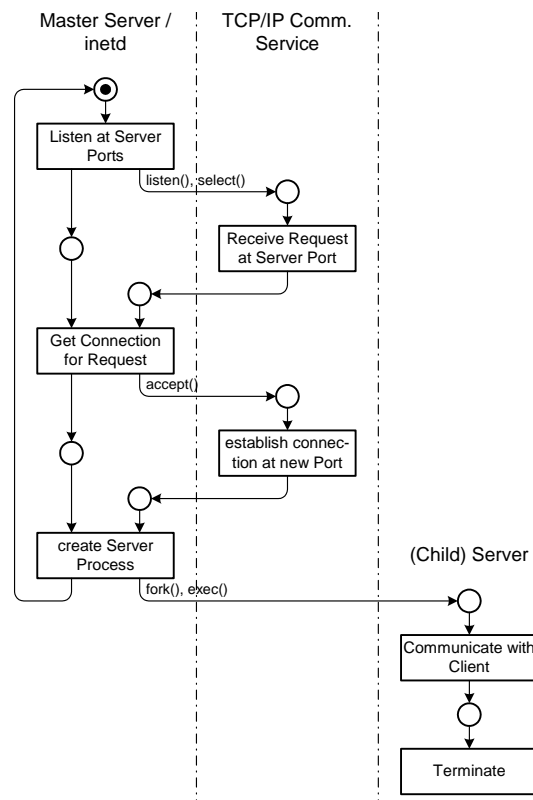 Master Server /
inetd
TCP/IP Comm.
Service
Listen at Server
Ports
listen(), select()
Receive Request
at Server Port
Get Connection
for Request
accept()
establish connec-
tion at new Port
create Server
Process
(Child) Server
fork(), exec()
Communicate with
Client
Terminate